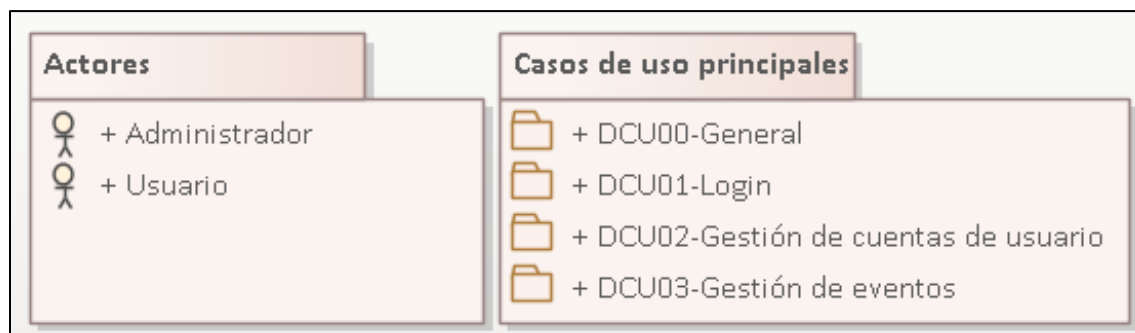 Actores
+ Administrador
+ Usuario
Casos de uso principales
+ DCU00-General
+ DCU01-Login
+ DCU02-Gestión de cuentas de usuario
+ DCU03-Gestión de eventos